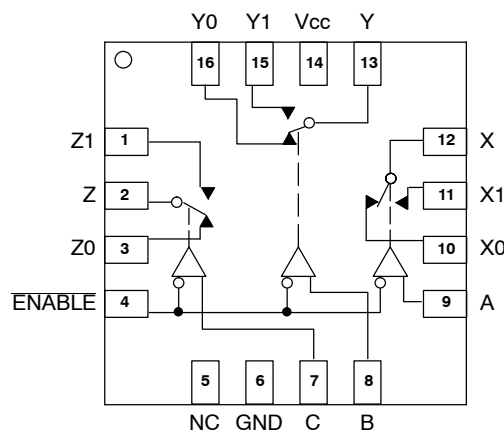 Y0 Y1 Vcc Y
16 15 14 13
Z1 1 12 X
Z 2 11 X1
Z0 3 10 X0
ENABLE 4 9 A
5 6 7 8
NC GND C B